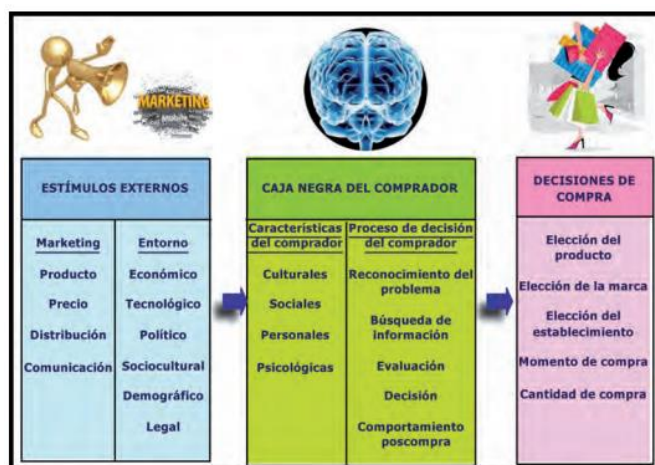 MARKETING
ESTÍMULOS EXTERNOS
Marketing
Producto
Precio
Distribución
Comunicación
Entorno
Económico
Tecnológico
Político
Sociocultural
Demográfico
Legal
CAJA NEGRA DEL COMPRADOR
Características
del comprador
Culturales
Sociales
Personales
Psicológicas
Proceso de decisión
del comprador
Reconocimiento del
problema
Búsqueda de
información
Evaluación
Decisión
Comportamiento
poscompra
DECISIONES DE
COMPRA
Elección del
producto
Elección de la marca
Elección del
establecimiento
Momento de compra
Cantidad de compra